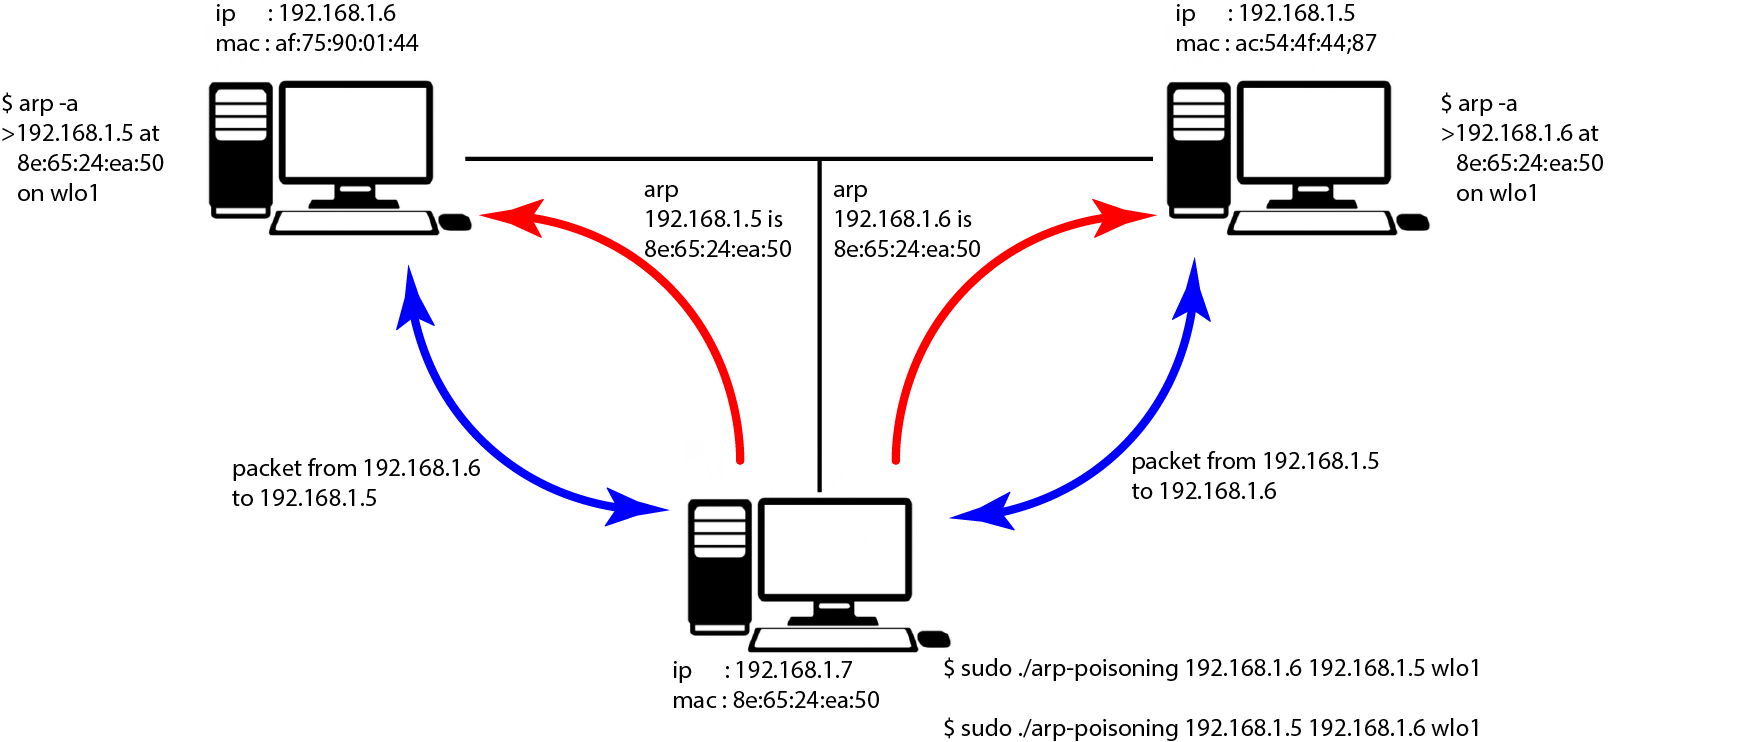 ip : 192.168.1.6
mac : af:75:90:01:44
ip : 192.168.1.5
mac : ac:54:4f:44;87
$ arp -a
>192.168.1.5 at
8e:65:24:ea:50
on wlo1
$ arp -a
>192.168.1.6 at
8e:65:24:ea:50
on wlo1
arp
192.168.1.5 is
8e:65:24:ea:50
arp
192.168.1.6 is
8e:65:24:ea:50
packet from 192.168.1.6
to 192.168.1.5
packet from 192.168.1.5
to 192.168.1.6
ip : 192.168.1.7
mac : 8e:65:24:ea:50
$ sudo ./arp-poisoning 192.168.1.6 192.168.1.5 wlo1
$ sudo ./arp-poisoning 192.168.1.5 192.168.1.6 wlo1